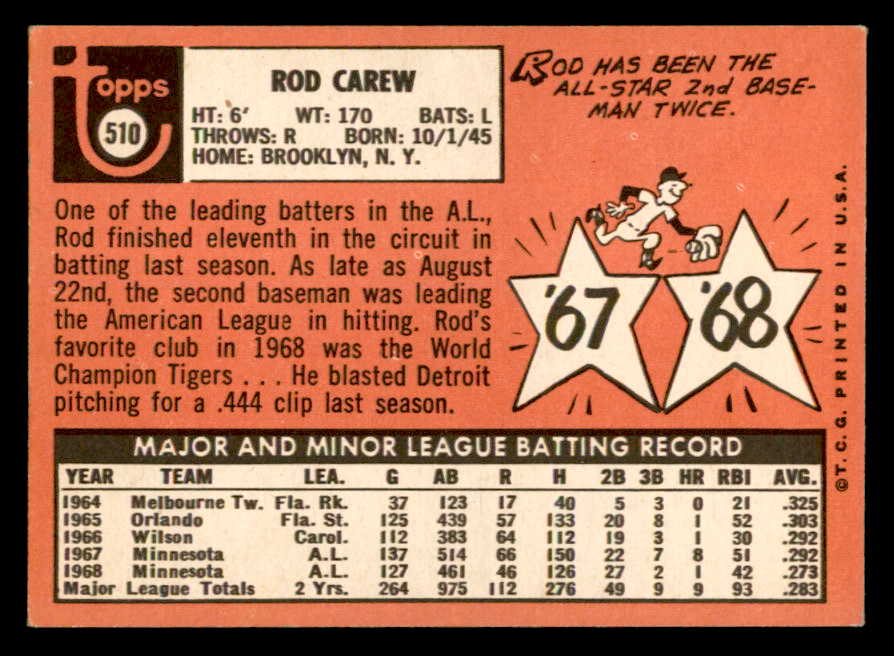 topps
510
ROD CAREW
HT: 6' WT: 170 BATS: L
THROWS: R BORN: 10/1/45
HOME: BROOKLYN, N. Y.
ROD HAS BEEN THE
ALL-STAR 2nd BASE-
MAN TWICE.
'67 '68
One of the leading batters in the A.L.,
Rod finished eleventh in the circuit in
batting last season. As late as August
22nd, the second baseman was leading
the American League in hitting. Rod's
favorite club in 1968 was the World
Champion Tigers . . . He blasted Detroit
pitching for a .444 clip last season.
MAJOR AND MINOR LEAGUE BATTING RECORD
YEAR TEAM LEA. G AB R H 2B 3B HR RBI AVG.
1964 Melbourne Tw. Fla. Rk. 37 123 17 40 5 3 0 21 .325
1965 Orlando Fla. St. 125 439 57 133 20 8 1 52 .303
1966 Wilson Carol. 112 383 64 112 19 3 1 30 .292
1967 Minnesota A.L. 137 514 66 150 22 7 8 51 .292
1968 Minnesota A.L. 127 461 46 126 27 2 1 42 .273
Major League Totals 2 Yrs. 264 975 112 276 49 9 9 93 .283
©T. C. G. PRINTED IN U.S.A.